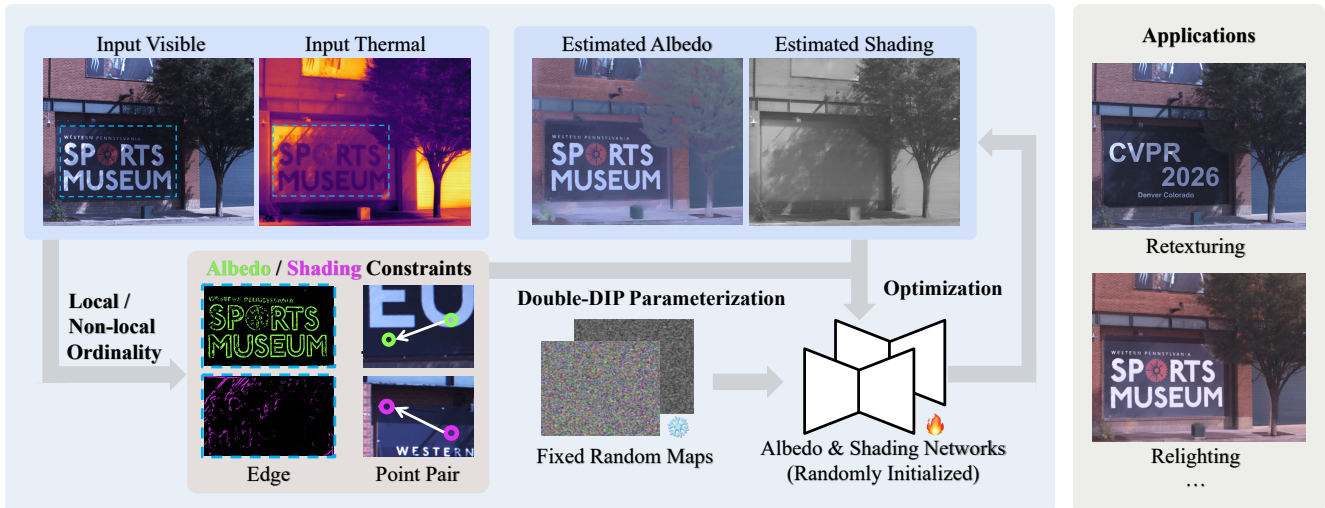 Input Visible
Input Thermal
WESTERN PENNSYLVANIA
SPORTS
MUSEUM
SPORTS
MUSEUM
Estimated Albedo
Estimated Shading
WESTERN PENNSYLVANIA
SPORTS
MUSEUM
Applications
CVPR
2026
Denver Colorado
Retexturing
WESTERN PENNSYLVANIA
SPORTS
MUSEUM
Relighting
...
Local /
Non-local
Ordinality
Albedo / Shading Constraints
WESTERN PENNSYLVANIA
SPORTS
MUSEUM
EU
WESTERN
Edge
Point Pair
Double-DIP Parameterization
Fixed Random Maps
Optimization
Albedo & Shading Networks
(Randomly Initialized)